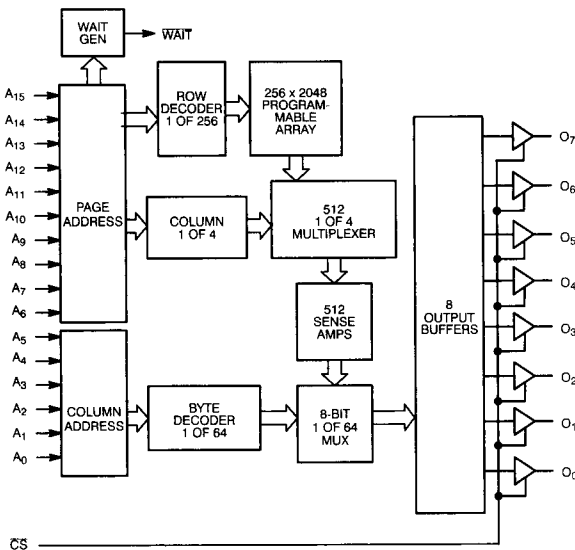 WAIT
GEN
WAIT
A15
A14
A13
A12
A11
A10
A9
A8
A7
A6
PAGE
ADDRESS
ROW
DECODER
1 OF 256
256 x 2048
PROGRAM-
MABLE
ARRAY
COLUMN
1 OF 4
512
1 OF 4
MULTIPLEXER
512
SENSE
AMPS
A5
A4
A3
A2
A1
A0
COLUMN
ADDRESS
BYTE
DECODER
1 OF 64
8-BIT
1 OF 64
MUX
8
OUTPUT
BUFFERS
O7
O6
O5
O4
O3
O2
O1
O0
CS